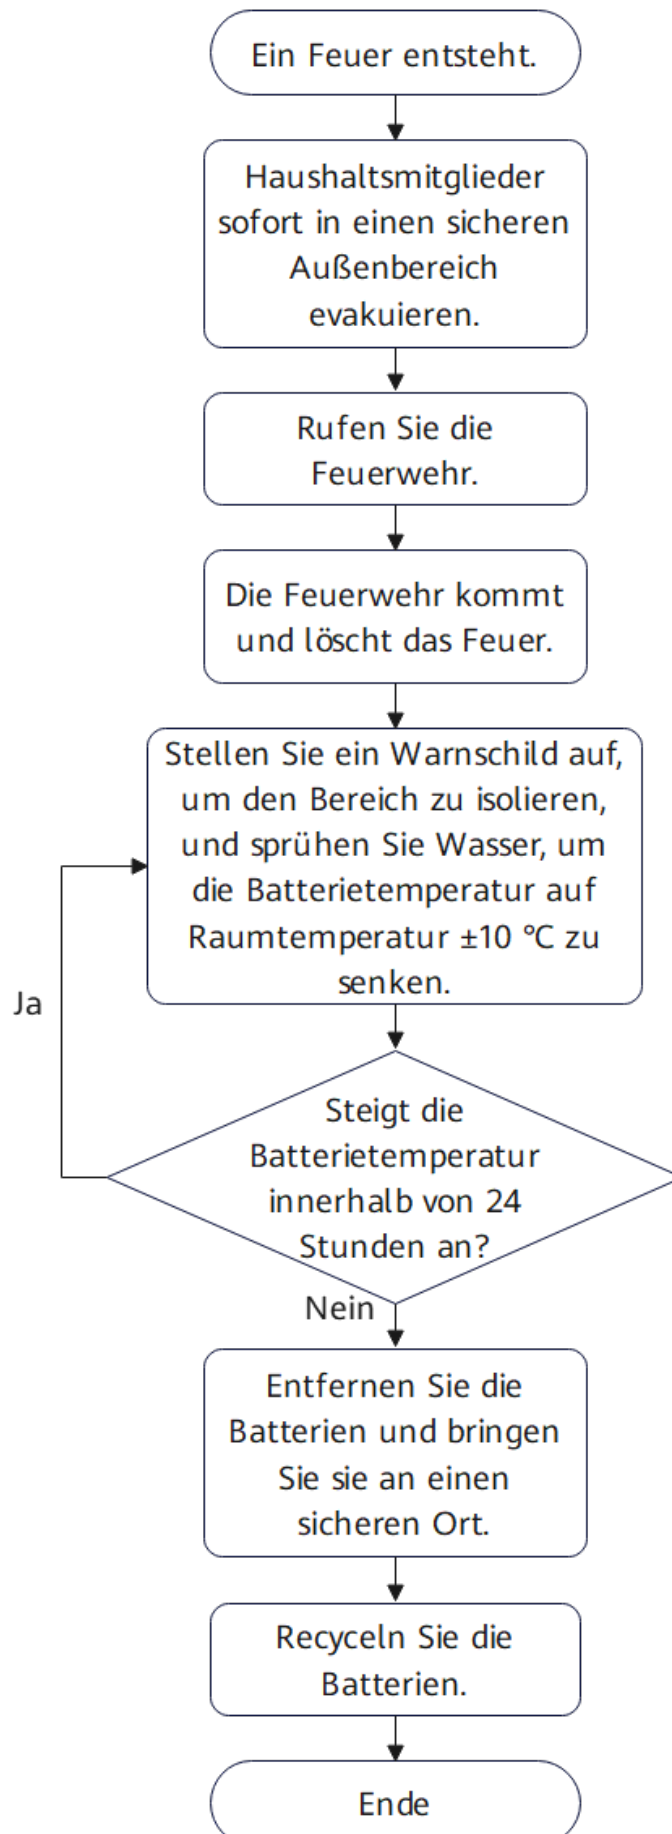 Ein Feuer entsteht.
Haushaltsmitglieder
sofort in einen sicheren
Außenbereich
evakuieren.
Rufen Sie die
Feuerwehr.
Die Feuerwehr kommt
und löscht das Feuer.
Stellen Sie ein Warnschild auf,
um den Bereich zu isolieren,
und sprühen Sie Wasser, um
die Batterietemperatur auf
Raumtemperatur ±10 °C zu
senken.
Ja
Steigt die
Batterietemperatur
innerhalb von 24
Stunden an?
Nein
Entfernen Sie die
Batterien und bringen
Sie sie an einen
sicheren Ort.
Recyceln Sie die
Batterien.
Ende